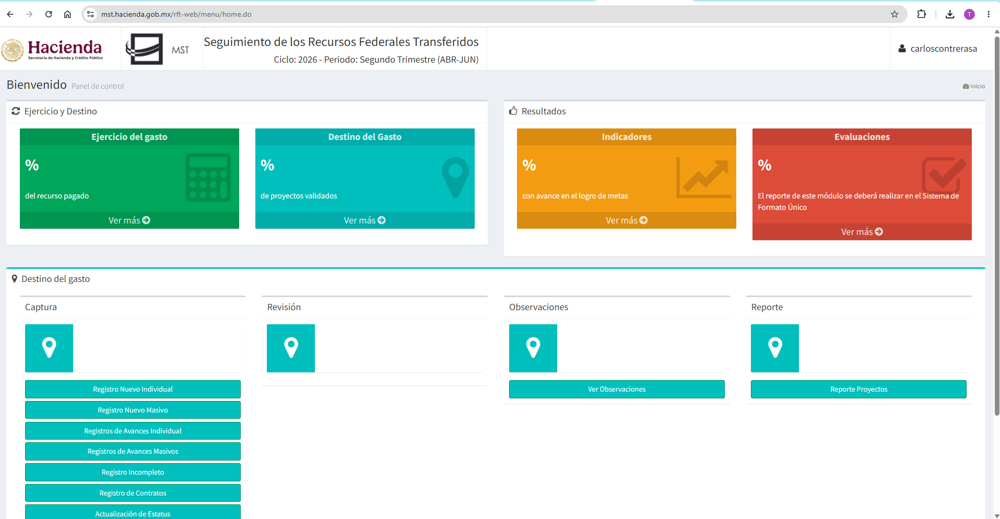 mst.hacienda.gob.mx/rft-web/menu/home.do
T
Hacienda
Secretaría de Hacienda y Crédito Público
MST
Seguimiento de los Recursos Federales Transferidos
Ciclo: 2026 - Periodo: Segundo Trimestre (ABR-JUN)
carloscontrerasa
Bienvenido Panel de control
Inicio
Ejercicio y Destino
Ejercicio del gasto
%
del recurso pagado
Ver más
Destino del Gasto
%
de proyectos validados
Ver más
Resultados
Indicadores
%
con avance en el logro de metas
Ver más
Evaluaciones
%
El reporte de este módulo se deberá realizar en el Sistema de
Formato Único
Ver más
Destino del gasto
Captura
Registro Nuevo Individual
Registro Nuevo Masivo
Registros de Avances Individual
Registros de Avances Masivos
Registro Incompleto
Registro de Contratos
Actualización de Estatus
Revisión
Observaciones
Ver Observaciones
Reporte
Reporte Proyectos